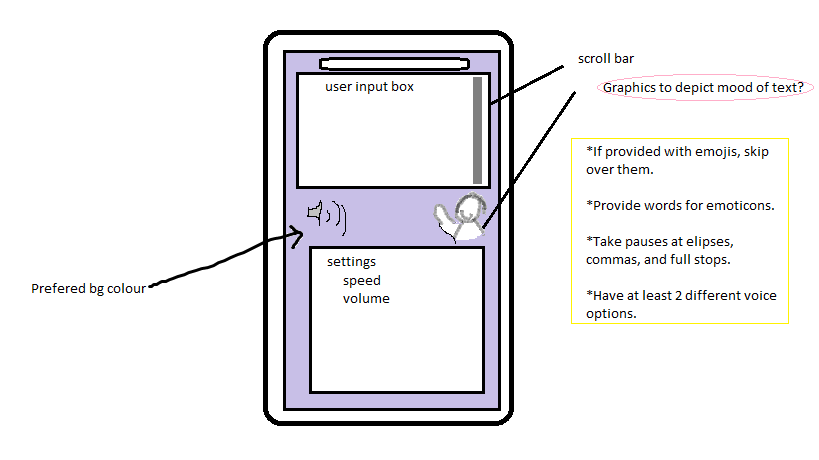 user input box
scroll bar
Graphics to depict mood of text?
*If provided with emojis, skip
over them.
*Provide words for emoticons.
*Take pauses at elipses,
commas, and full stops.
*Have at least 2 different voice
options.
settings
speed
volume
Prefered bg colour